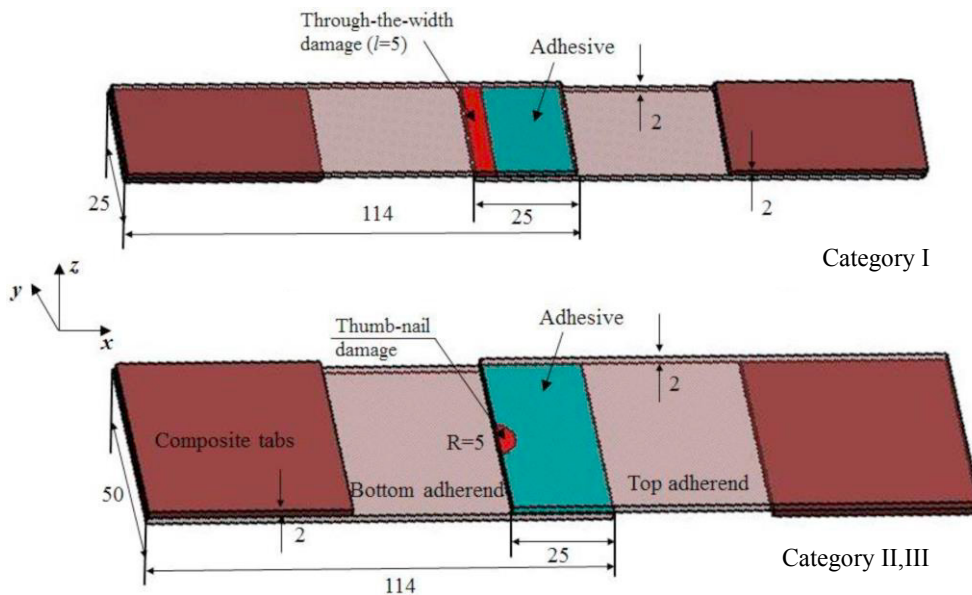 Through-the-width
damage (l=5)
Adhesive
2
25
114
25
2
Category I
z
y
x
Thumb-nail
damage
Adhesive
2
R=5
Composite tabs
Bottom adherend
Top adherend
50
2
25
114
Category II,III